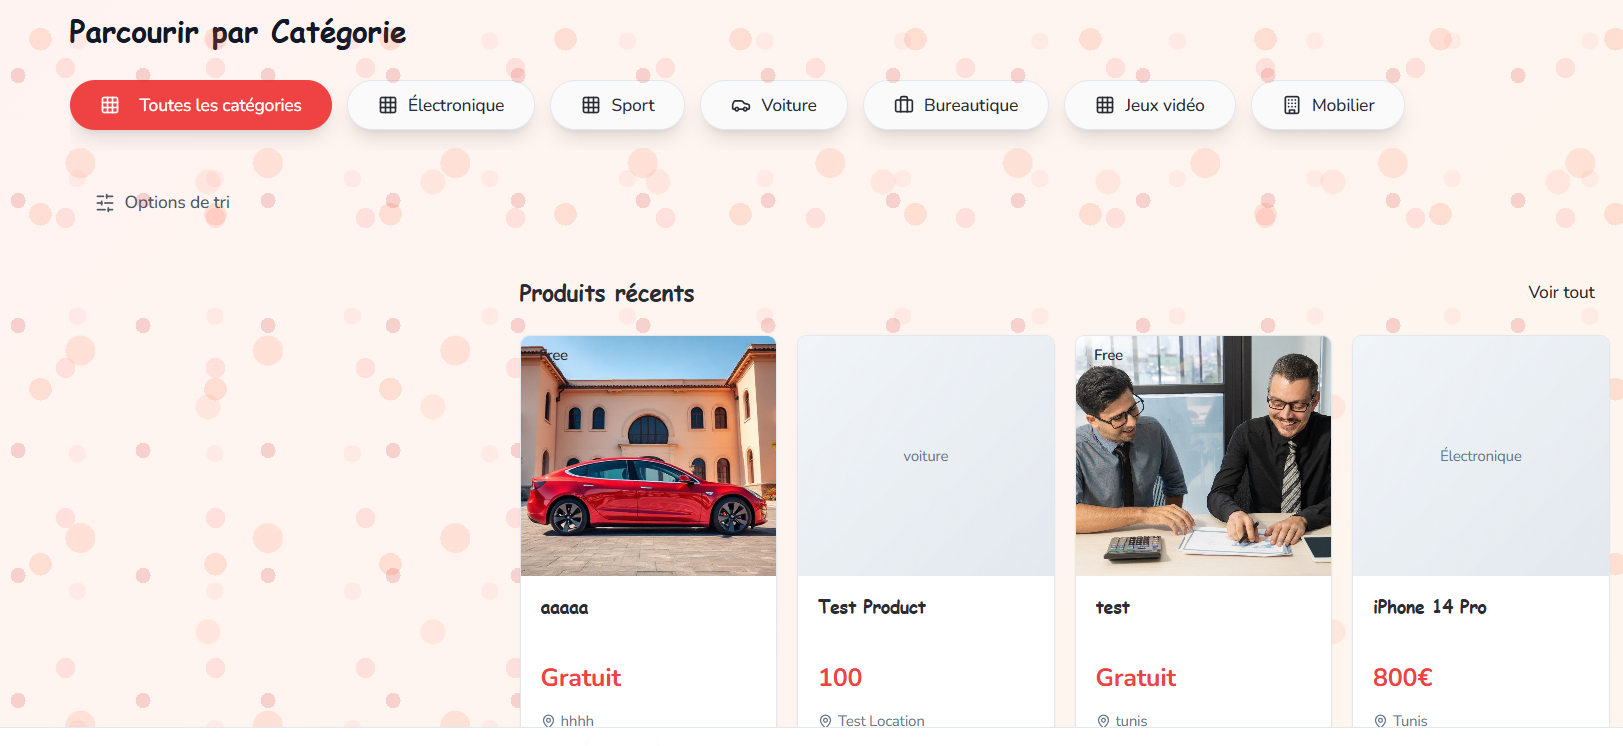 Parcourir par Catégorie
Toutes les catégories
Électronique
Sport
Voiture
Bureautique
Jeux vidéo
Mobilier
Options de tri
Produits récents
Voir tout
Free
voiture
Free
Électronique
aaaaa
Test Product
test
iPhone 14 Pro
Gratuit
100
Gratuit
800€
hhhh
Test Location
tunis
Tunis